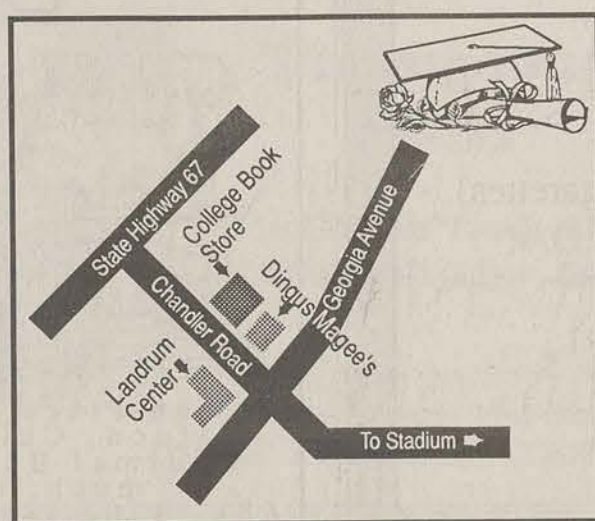 State Highway 67
College Book
Store
Georgia Avenue
Dingus Magee's
Chandler Road
Landrum
Center
To Stadium